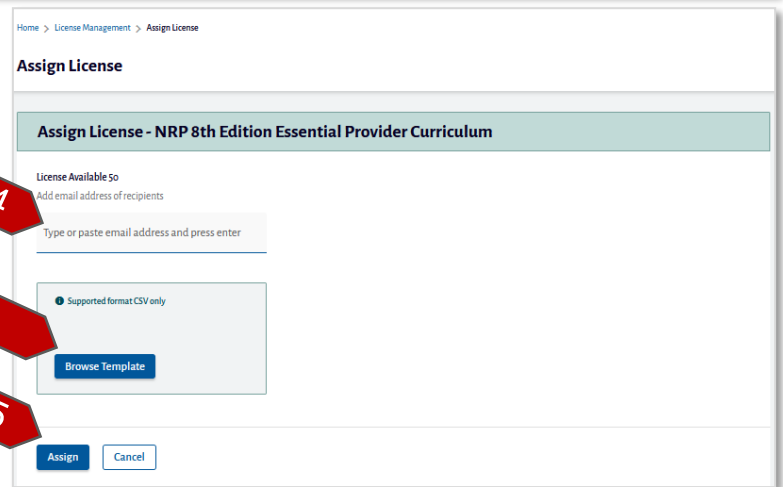 Home > License Management > Assign License
Assign License
Assign License - NRP 8th Edition Essential Provider Curriculum
License Available 50
Add email address of recipients
Type or paste email address and press enter
Supported format CSV only
Browse Template
5
Assign Cancel